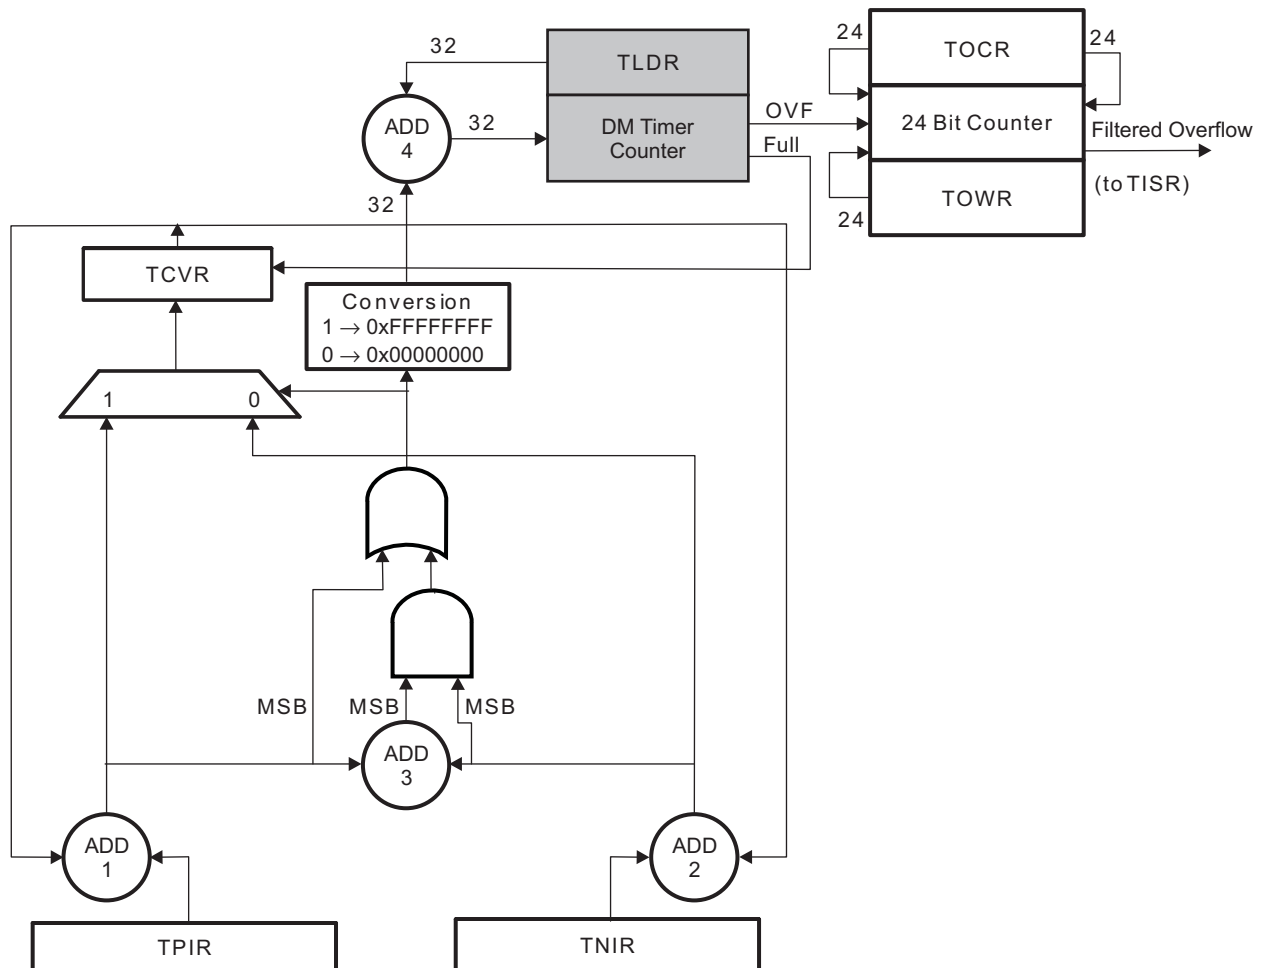 24
TOCR
24
32
TLDR
ADD
4
32
DM Timer
Counter
OVF
Full
24 Bit Counter
Filtered Overflow
(to TISR)
TOWR
24
32
TCVR
Conversion
1 → 0xFFFFFFFF
0 → 0x00000000
1
0
MSB
MSB
MSB
ADD
3
ADD
1
ADD
2
TPIR
TNIR